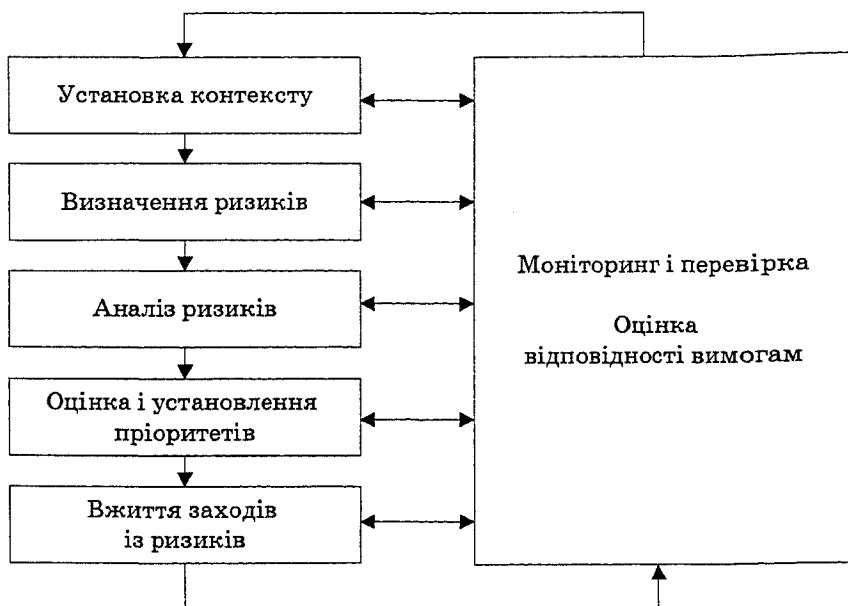 Установка контексту
Визначення ризиків
Аналіз ризиків
Оцінка і установлення
пріоритетів
Вжиття заходів
із ризиків
Моніторинг і перевірка
Оцінка
відповідності вимогам